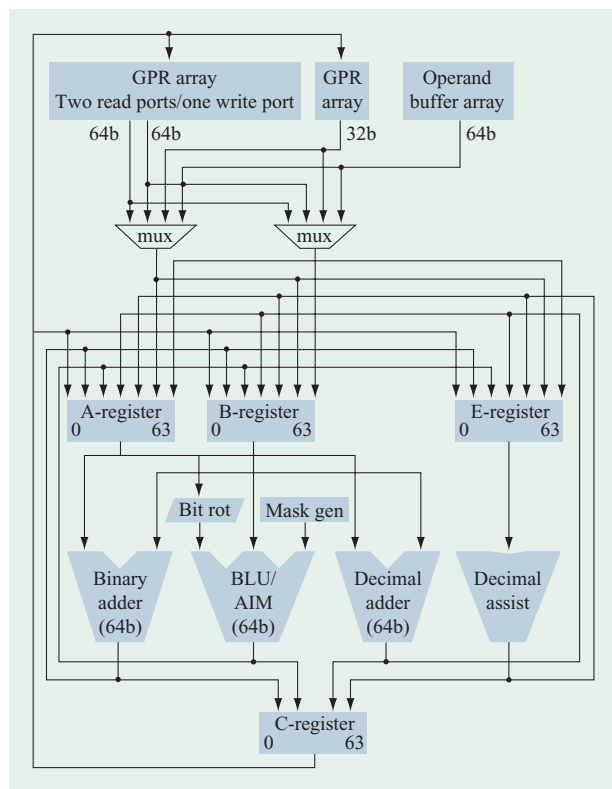 GPR array
Two read ports/one write port
GPR
array
Operand
buffer array
64b 64b 32b 64b
mux mux
A-register
0 63
B-register
0 63
E-register
0 63
Bit rot
Mask gen
Binary
adder
(64b)
BLU/
AIM
(64b)
Decimal
adder
(64b)
Decimal
assist
C-register
0 63